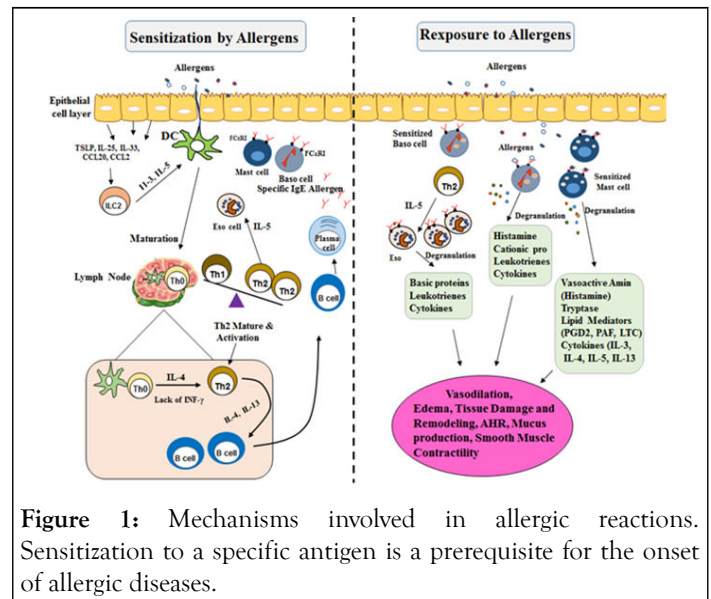 Sensitization by Allergens
Allergens
Epithelial
cell layer
TSLP, IL-25, IL-33,
CCL20, CCL2
DC
FCεRI
Mast cell
FCεRI
Baso cell
Specific IgE Allergen
ILC2
Il-3, IL-5
Maturation
Eso cell
IL-5
Plasma
cell
Lymph Node
Th0
Th1
Th2
Th2
B cell
Th2 Mature &
Activation
Th0
IL-4
Lack of INF-γ
Th2
IL-4, IL-13
B cell
B cell
Rexposure to Allergens
Allergens
Sensitized
Baso cell
Allergens
Th2
Sensitized
Mast cell
IL-5
Degranulation
Degranulation
Eso
Degranulation
Histamine
Cationic pro
Leukotrienes
Cytokines
Basic proteins
Leukotrienes
Cytokines
Vasoactive Amin
(Histamine)
Tryptase
Lipid Mediators
(PGD2, PAF, LTC)
Cytokines (IL-3,
IL-4, IL-5, IL-13
Vasodilation,
Edema, Tissue Damage and
Remodeling, AHR, Mucus
production, Smooth Muscle
Contractility
Figure 1: Mechanisms involved in allergic reactions.
Sensitization to a specific antigen is a prerequisite for the onset
of allergic diseases.